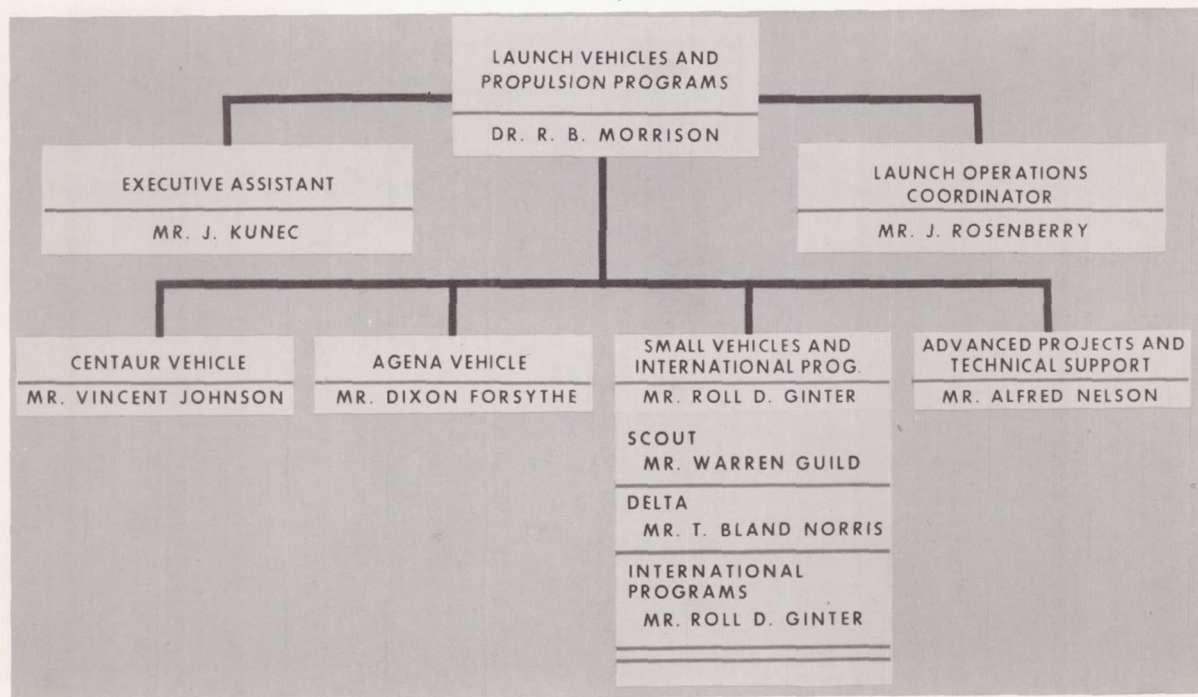 LAUNCH VEHICLES AND
PROPULSION PROGRAMS
DR. R. B. MORRISON
EXECUTIVE ASSISTANT
MR. J. KUNEC
LAUNCH OPERATIONS
COORDINATOR
MR. J. ROSENBERRY
CENTAUR VEHICLE
MR. VINCENT JOHNSON
AGENA VEHICLE
MR. DIXON FORSYTHE
SMALL VEHICLES AND
INTERNATIONAL PROG.
MR. ROLL D. GINTER
SCOUT
MR. WARREN GUILD
DELTA
MR. T. BLAND NORRIS
INTERNATIONAL
PROGRAMS
MR. ROLL D. GINTER
ADVANCED PROJECTS AND
TECHNICAL SUPPORT
MR. ALFRED NELSON